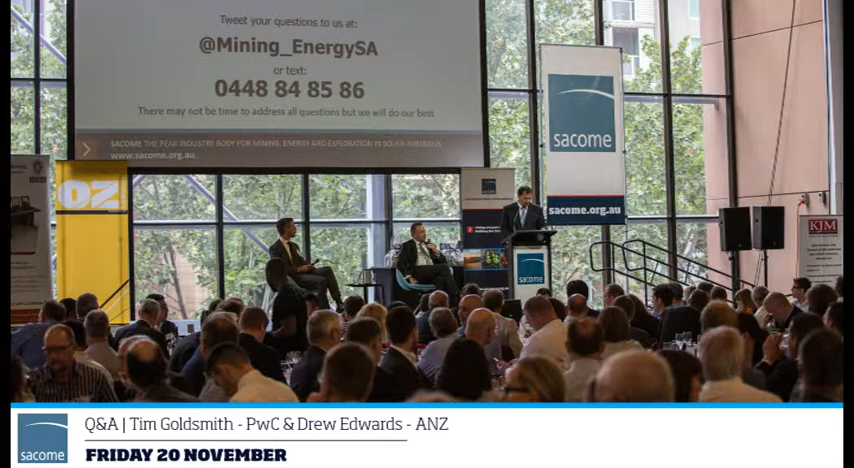 Tweet your questions to us at:
@Mining_EnergySA
or text:
0448 84 85 86
There may not be time to address all questions but we will do our best
SACOME THE PEAK INDUSTRY BODY FOR MINING, ENERGY AND EXPLORATION IN SOUTH AUSTRALIA
www.sacome.org.au
OZ
sacome
sacome.org.au
sacome
KJM
sacome
Q&A | Tim Goldsmith - PwC & Drew Edwards - ANZ
FRIDAY 20 NOVEMBER